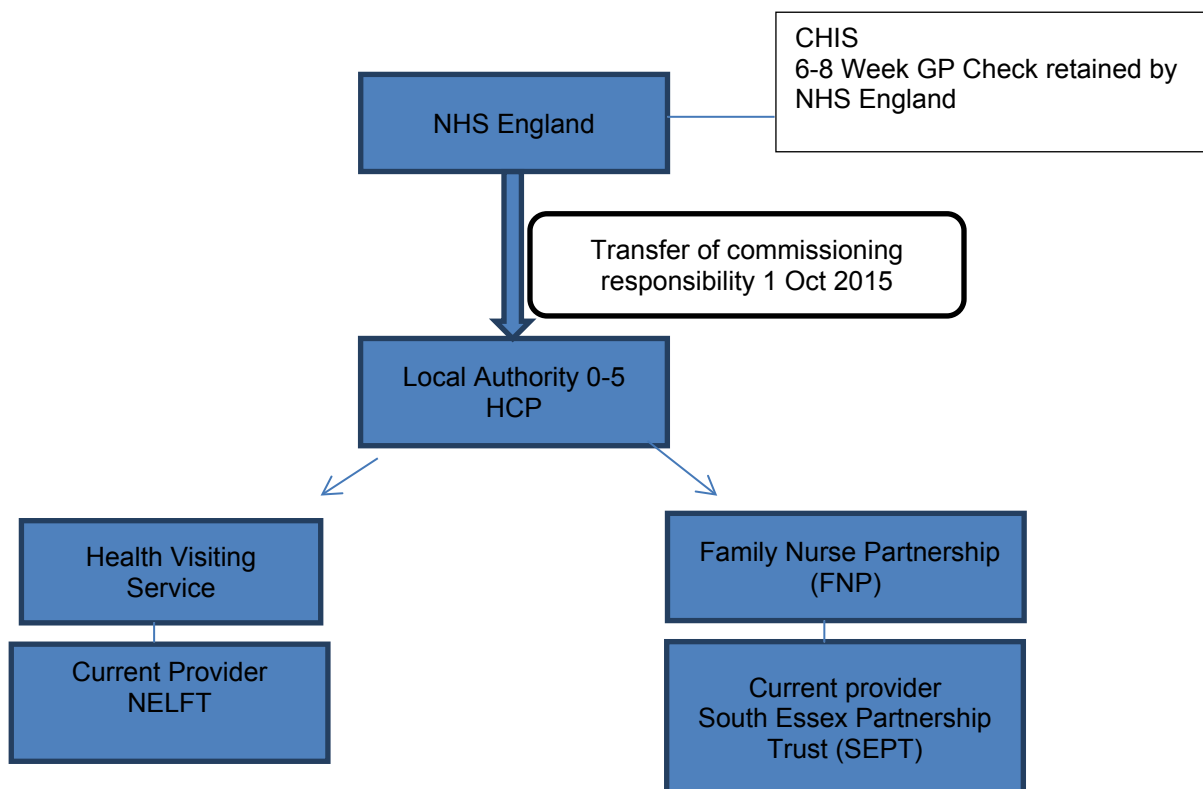 CHIS
6-8 Week GP Check retained by
NHS England
NHS England
Transfer of commissioning
responsibility 1 Oct 2015
Local Authority 0-5
HCP
Health Visiting
Service
Family Nurse Partnership
(FNP)
Current Provider
NELFT
Current provider
South Essex Partnership
Trust (SEPT)